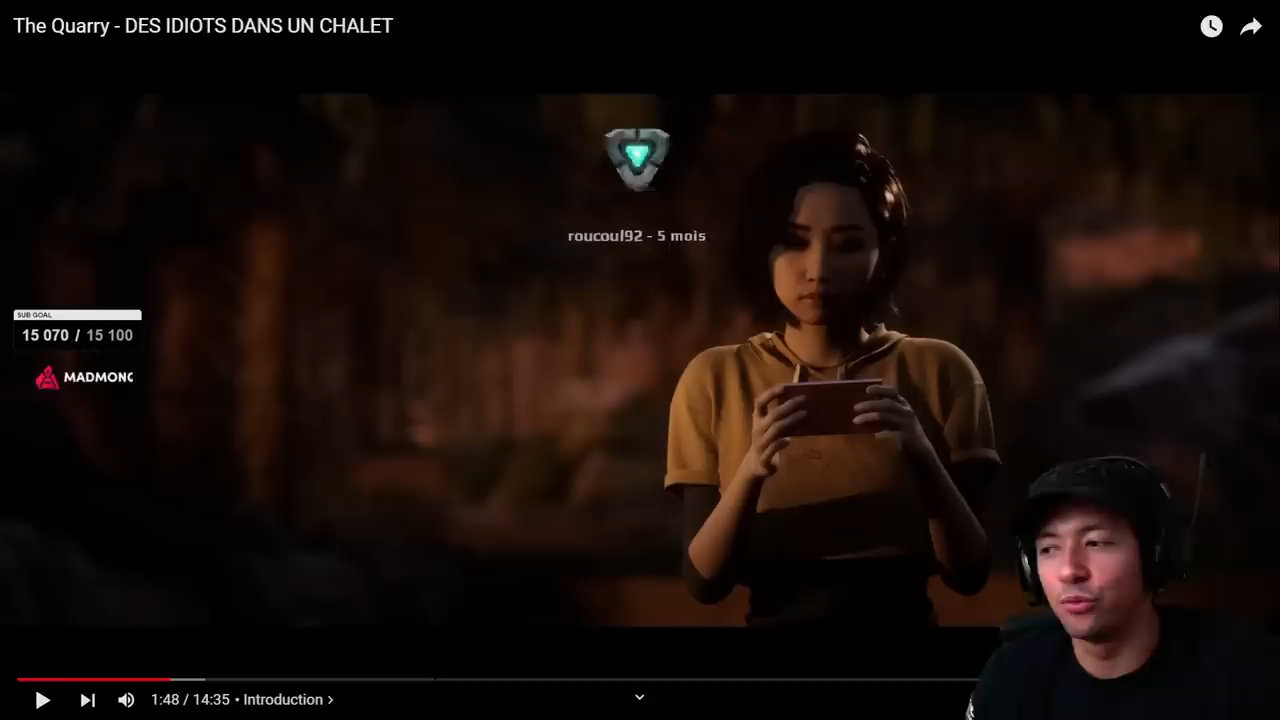 The Quarry - DES IDIOTS DANS UN CHALET
roucoul92 - 5 mois
SUB GOAL
15 070 / 15 100
MADMONC
1:48 / 14:35 • Introduction >